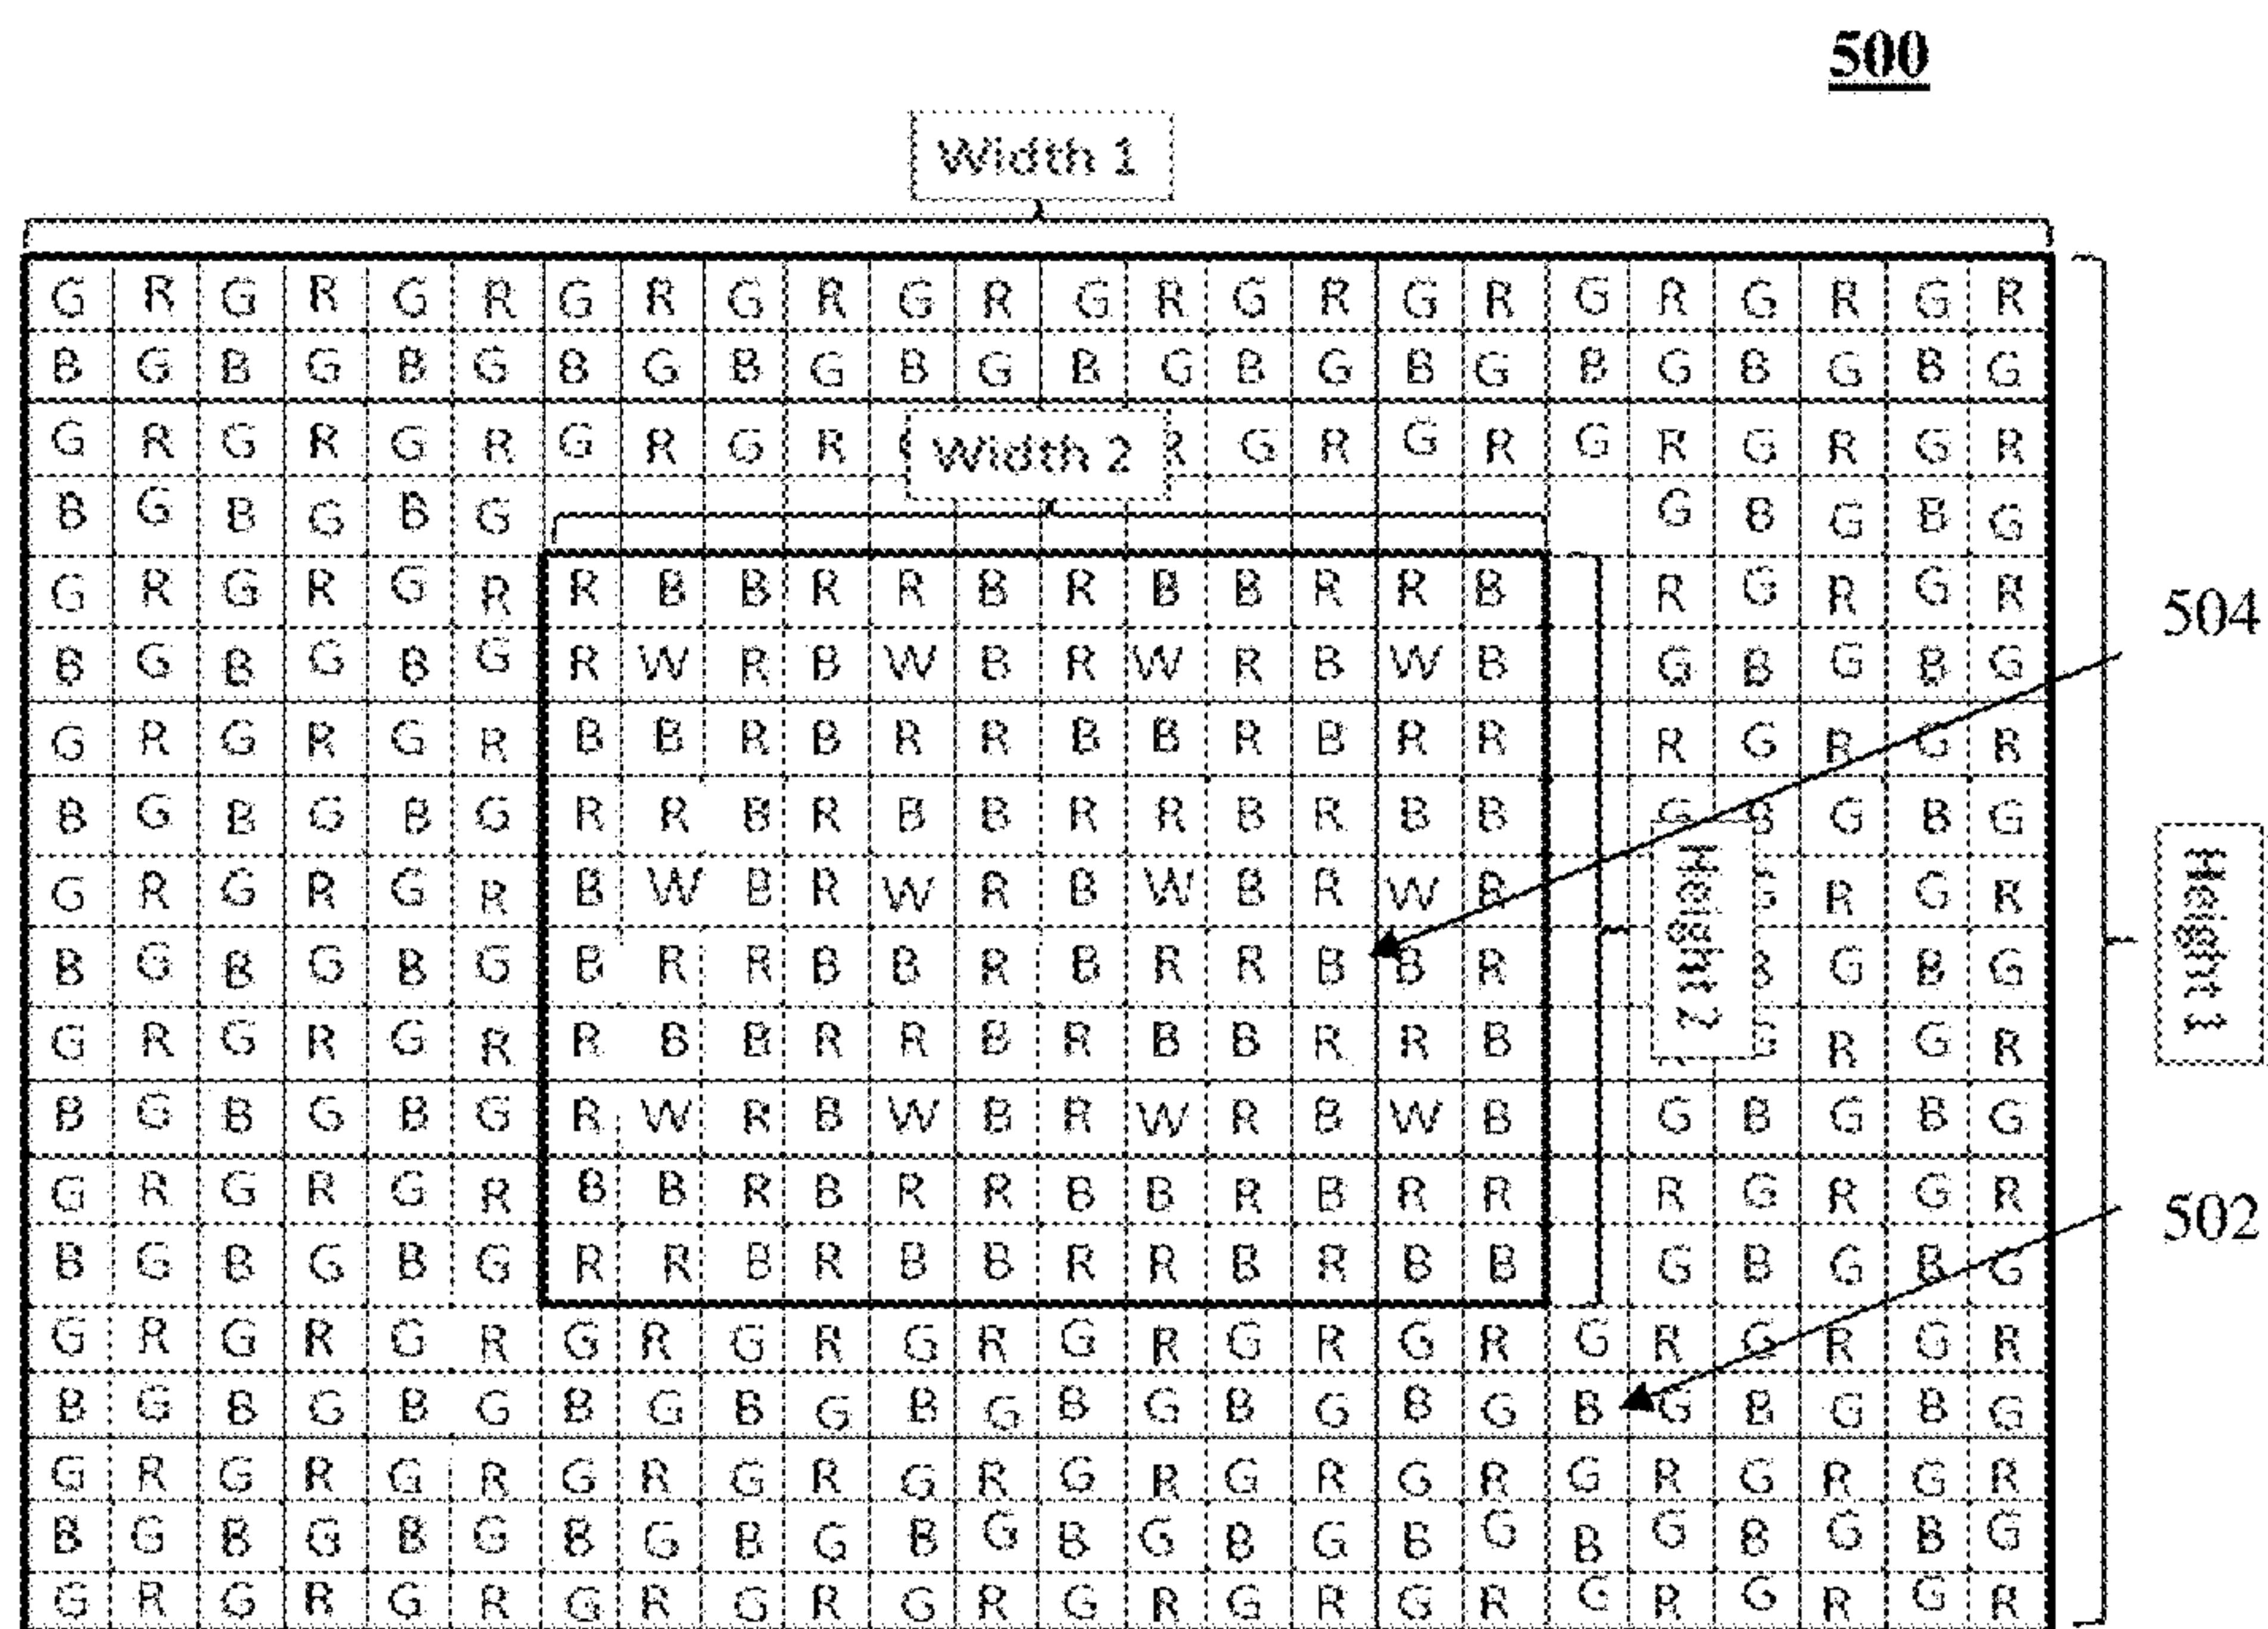 500
Width 1
G R G R G R G R G R G R G R G R G R G R G R G R
B G B G B G B G B G B G B G B G B G B G B G B G
G R G R G R G R G R R G R G R G R G R G R
Width 2
B G B G B G G B G B G
G R G R G R R B B R R B R B B R R B R G R G R
504
B G B G B G R W R B W B R W R B W B G B G B G
G R G R G R B B R B R R B B R B R R R G R G R
B G B G B G R R B R B B R R B R B B G B G B G
G R G R G R B W B R W R B W B R W R R G R
Height 2
Height 1
B G B G B G B R R B B R B R R B B R G B G
G R G R G R R B B R R B R B B R R B G R G R
B G B G B G R W R B W B R W R B W B G B G B G
G R G R G R B B R B R R B B R B R R R G R G R
502
B G B G B G R R B R B B R R B R B B G B G B G
G R G R G R G R G R G R G R G R G R G R G R G R
B G B G B G B G B G B G B G B G B G B G B G B G
G R G R G R G R G R G R G R G R G R G R G R G R
B G B G B G B G B G B G B G B G B G B G B G B G
G R G R G R G R G R G R G R G R G R G R G R G R